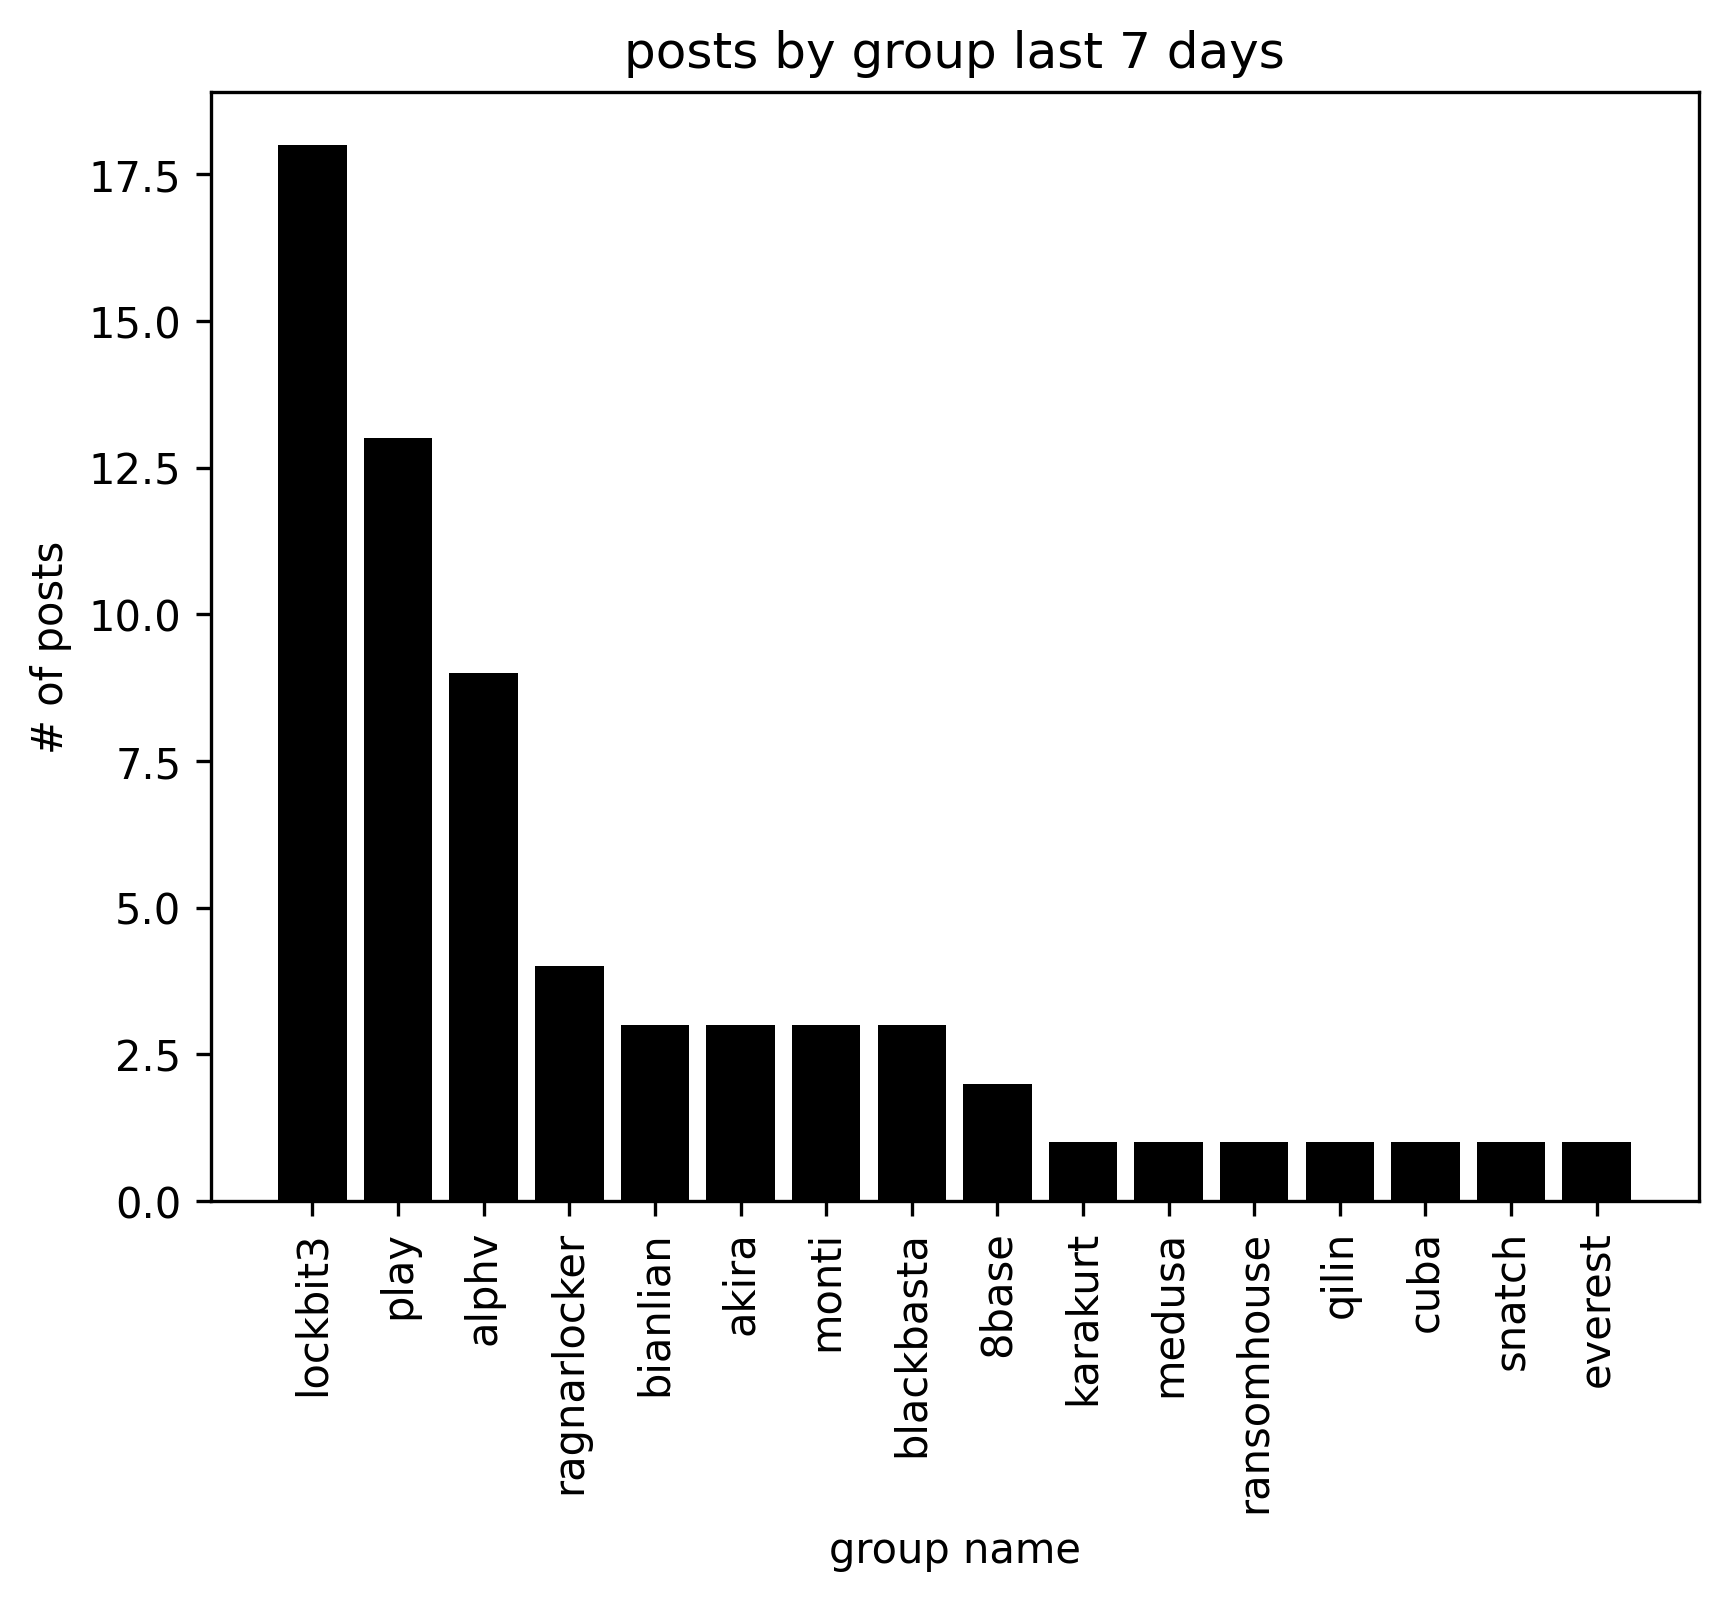 posts by group last 7 days
# of posts
17.5
15.0
12.5
10.0
7.5
5.0
2.5
0.0
lockbit3
play
alphv
ragnarlocker
bianlian
akira
monti
blackbasta
8base
karakurt
medusa
ransomhouse
qilin
cuba
snatch
everest
group name